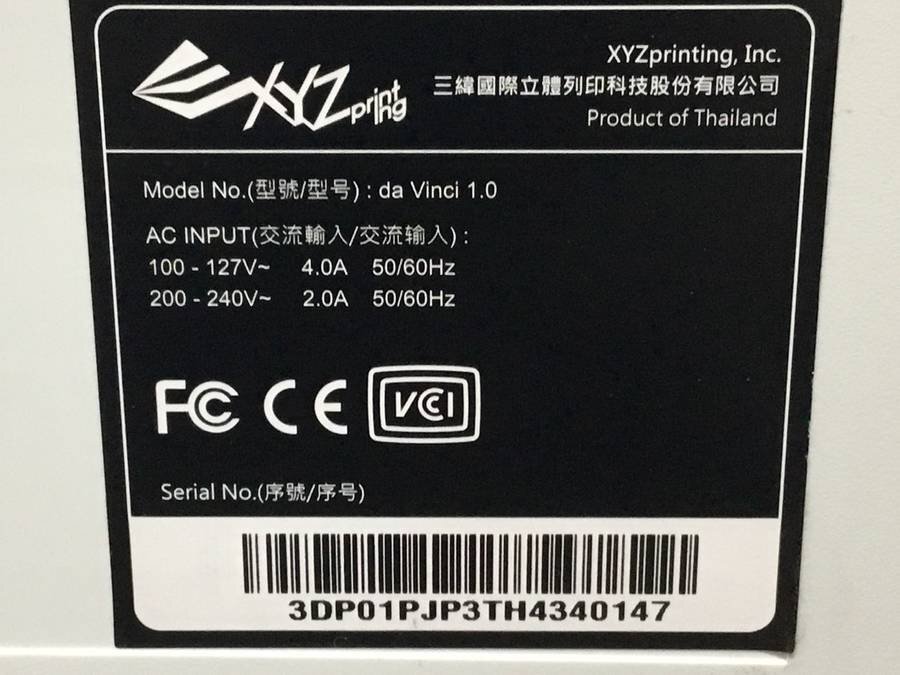 XYZprinting
XYZprinting, Inc.
三緯國際立體列印科技股份有限公司
Product of Thailand
Model No.(型號/型号) : da Vinci 1.0
AC INPUT(交流輸入/交流输入) :
100 - 127V~ 4.0A 50/60Hz
200 - 240V~ 2.0A 50/60Hz
FC CE VCCI
Serial No.(序號/序号)
3DP01PJP3TH4340147